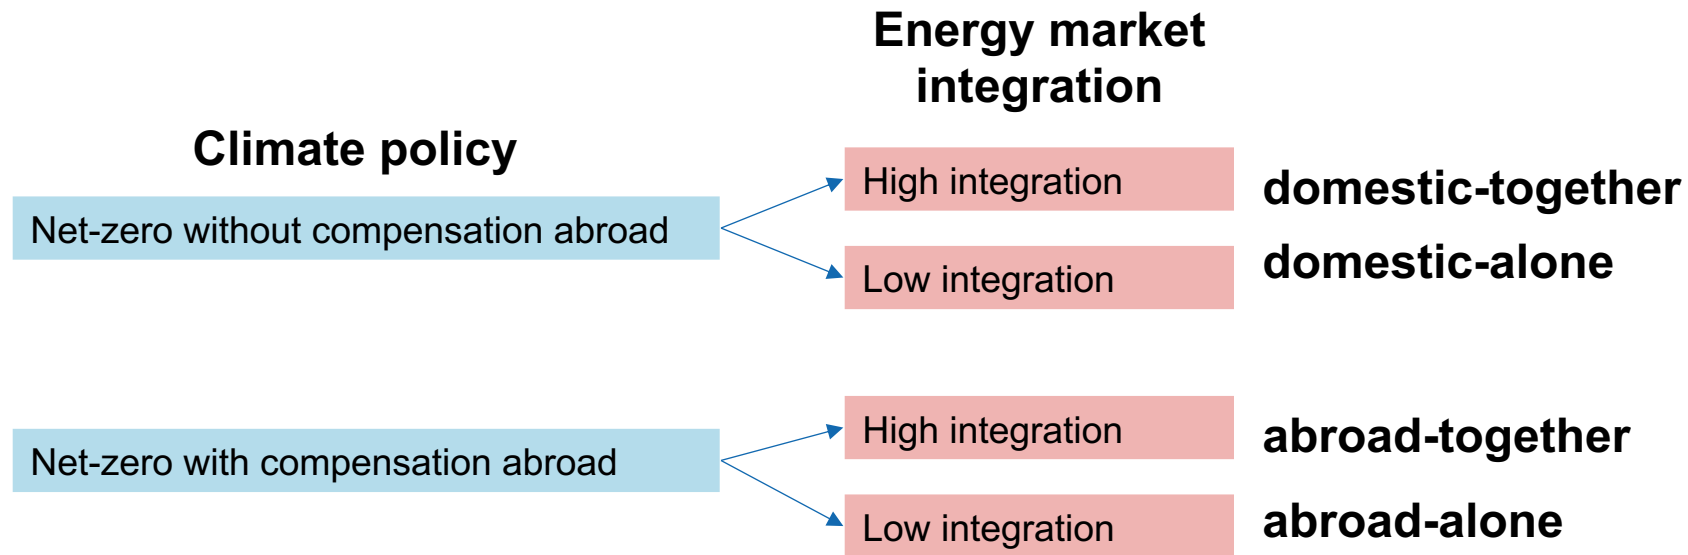 Energy market
integration
Climate policy
High integration
domestic-together
Net-zero without compensation abroad
Low integration
domestic-alone
High integration
abroad-together
Net-zero with compensation abroad
Low integration
abroad-alone